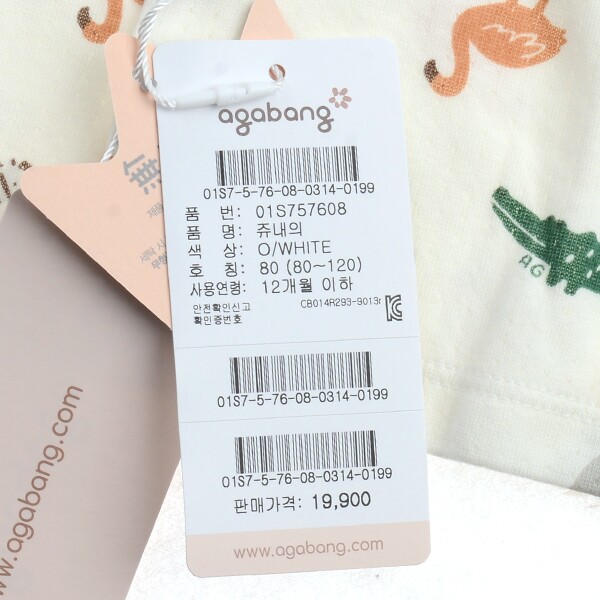 agabang
01S7-5-76-08-0314-0199
품 번: 01S757608
품 명: 쥬내의
색 상: O/WHITE
호 칭: 80 (80~120)
사용연령: 12개월 이하
안전확인신고
확인증번호
CB014R293-9013r
01S7-5-76-08-0314-0199
01S7-5-76-08-0314-0199
판매가격: 19,900
www.agabang.com
www.agabang.com
無
AG